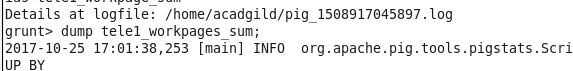 Details at logfile: /home/acadgild/pig_1508917045897.log
grunt> dump tele1_workpages_sum;
2017-10-25 17:01:38,253 [main] INFO  org.apache.pig.tools.pigstats.Scri
UP BY